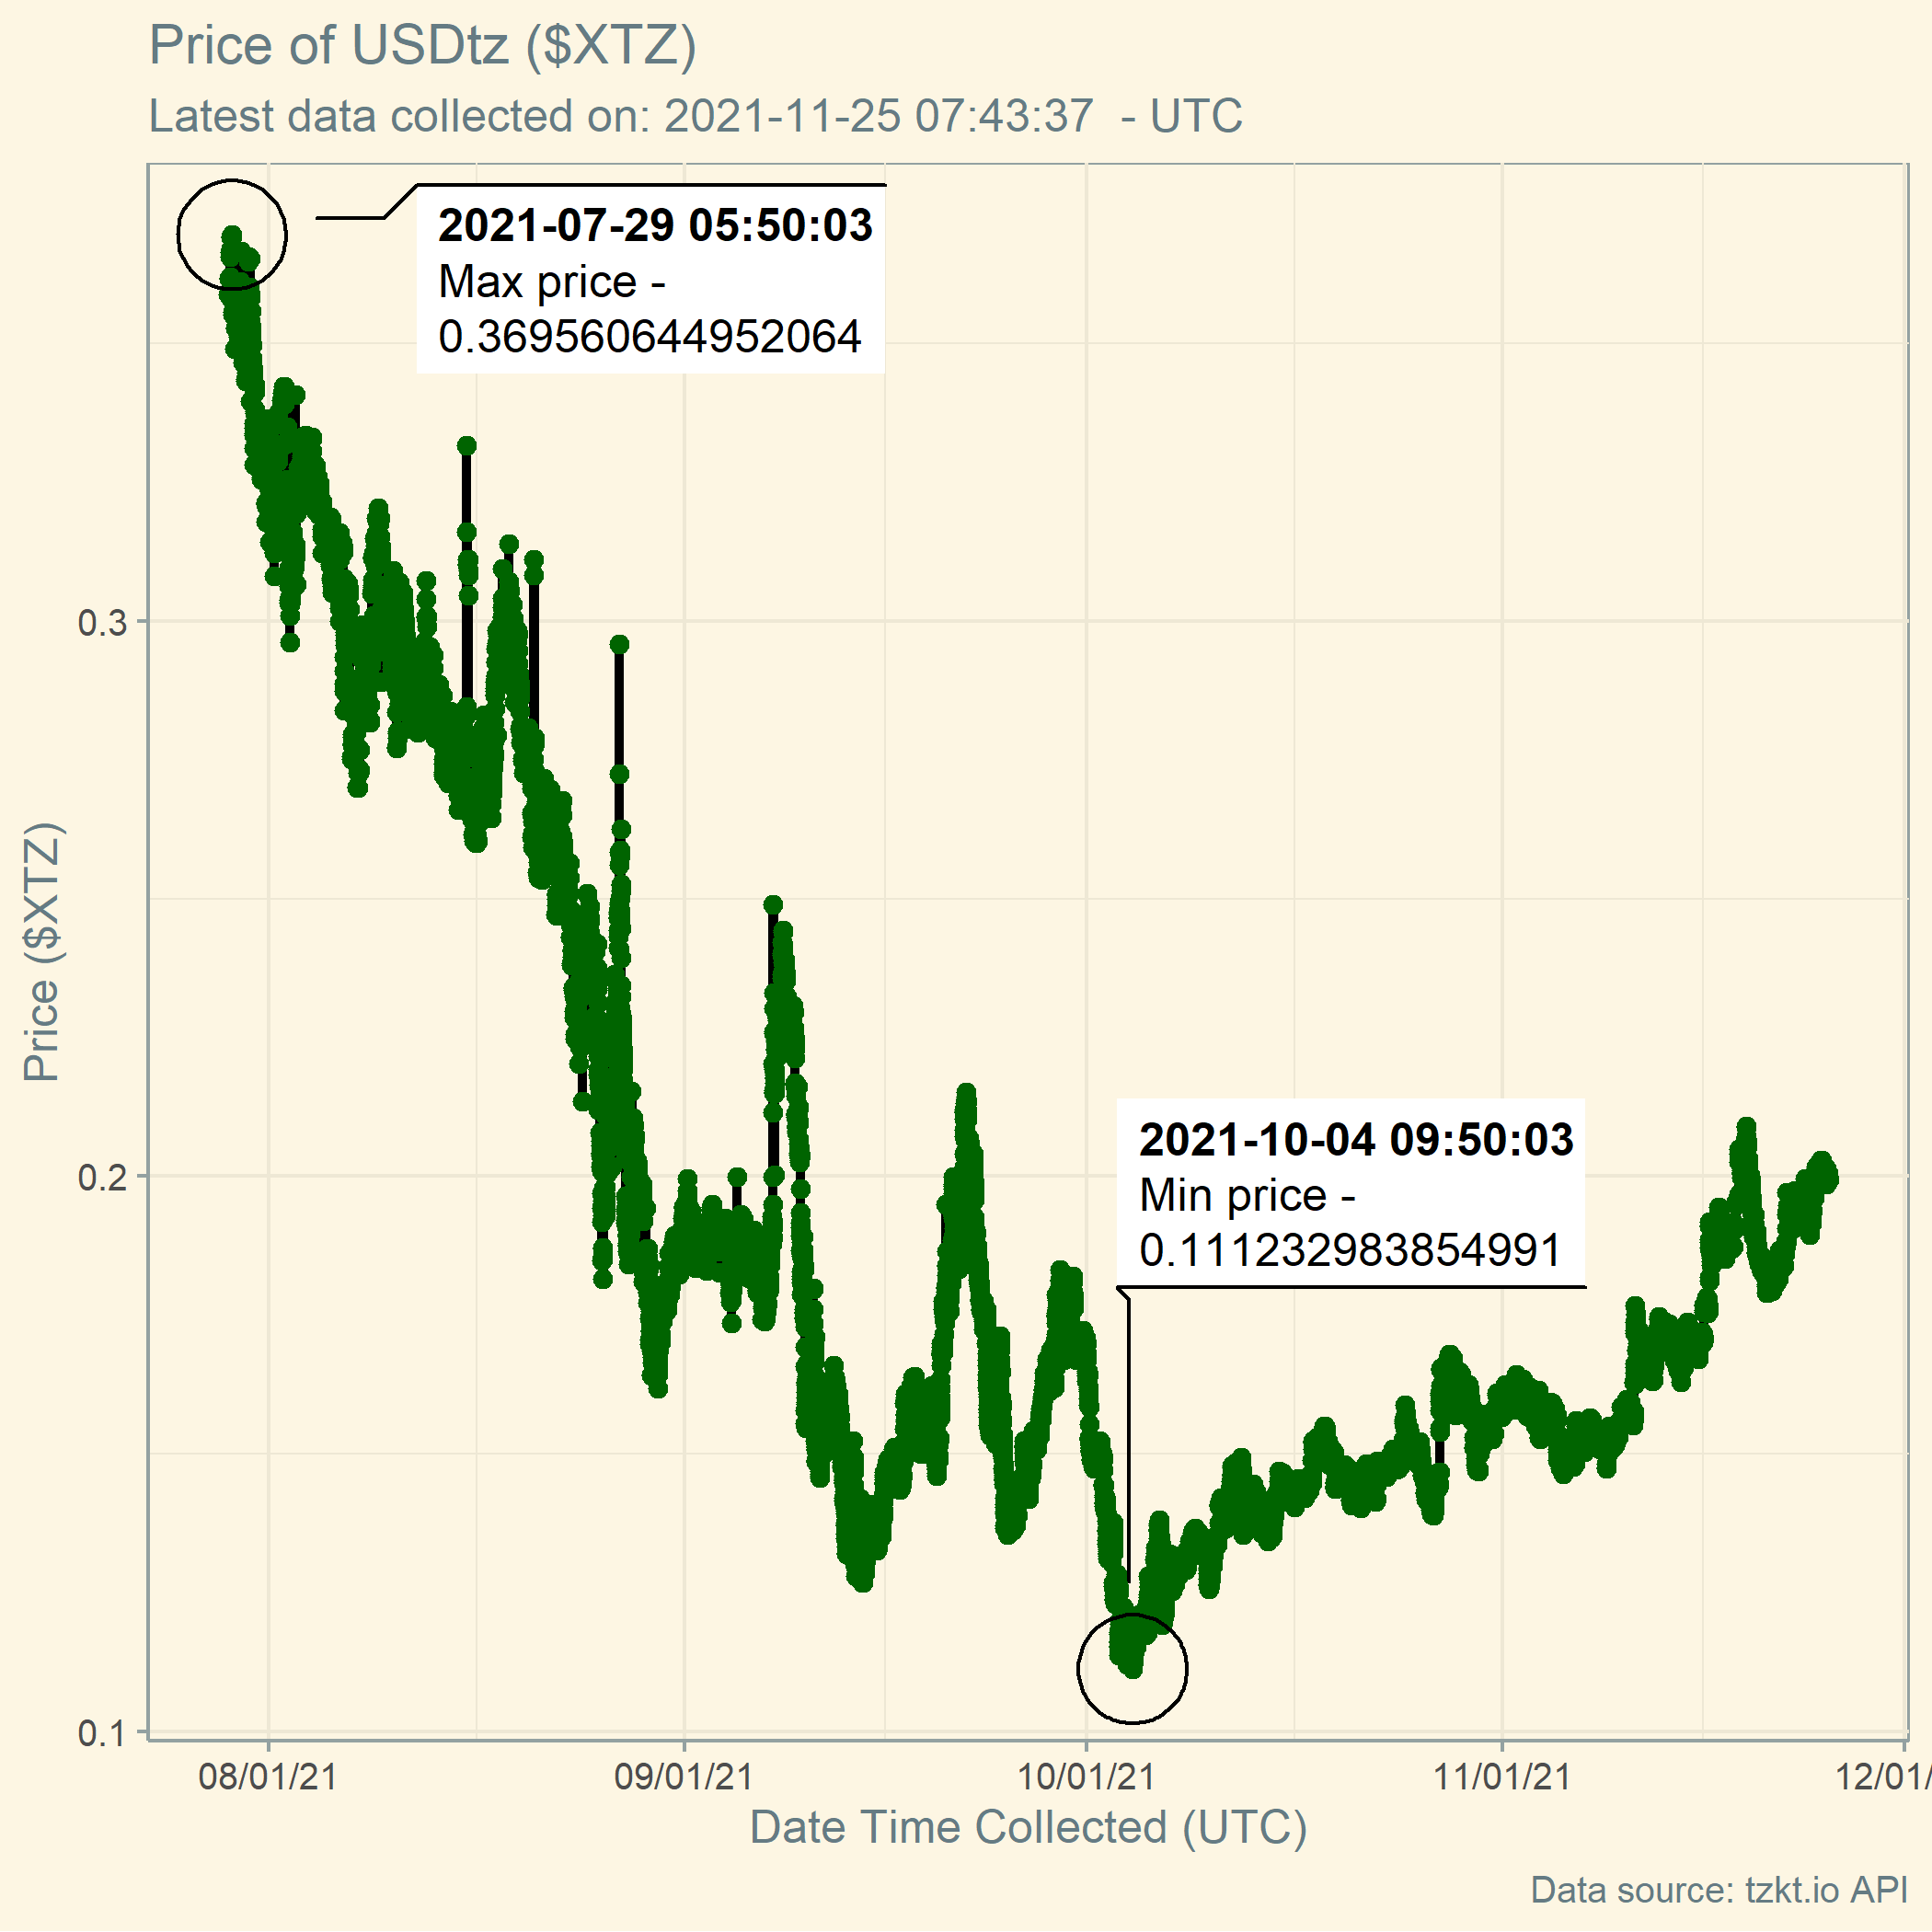 Price of USDtz ($XTZ)
Latest data collected on: 2021-11-25 07:43:37  - UTC
2021-07-29 05:50:03
Max price -
0.369560644952064
0.3
Price ($XTZ)
2021-10-04 09:50:03
Min price -
0.111232983854991
0.2
0.1
08/01/21
09/01/21
10/01/21
11/01/21
12/01/
Date Time Collected (UTC)
Data source: tzkt.io API